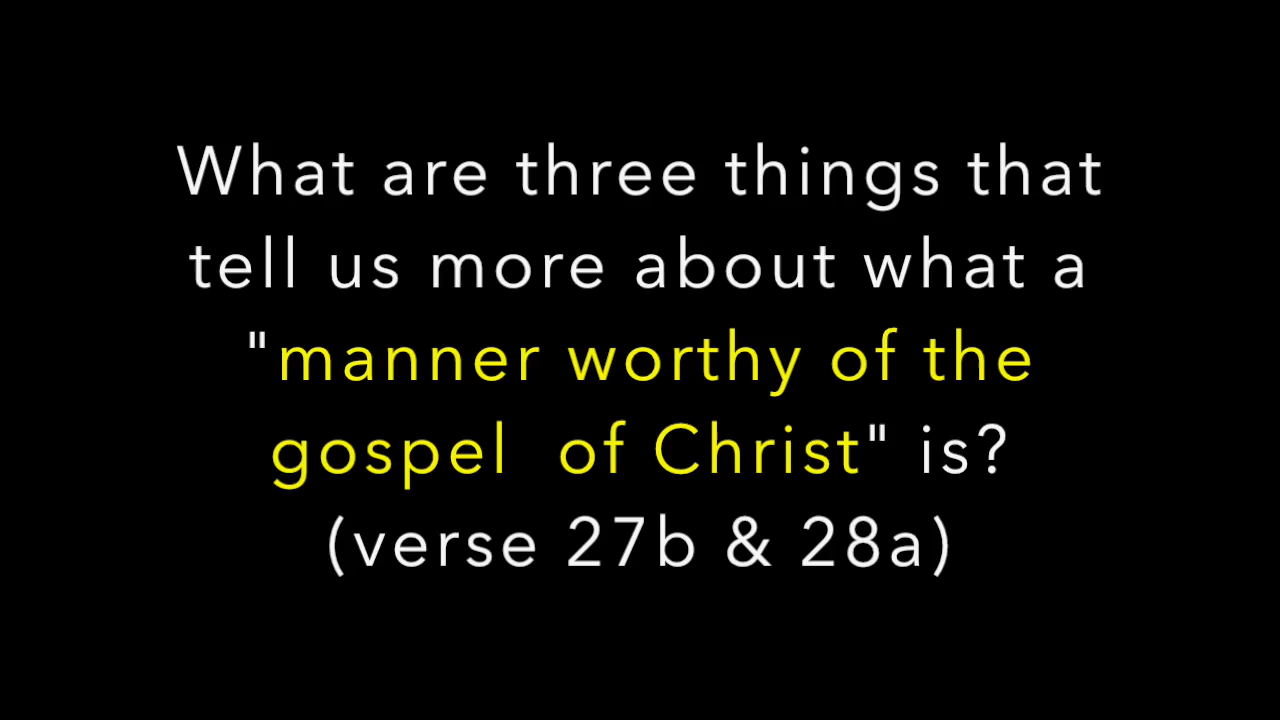 What are three things that
tell us more about what a
"manner worthy of the
gospel  of Christ" is?
(verse 27b & 28a)